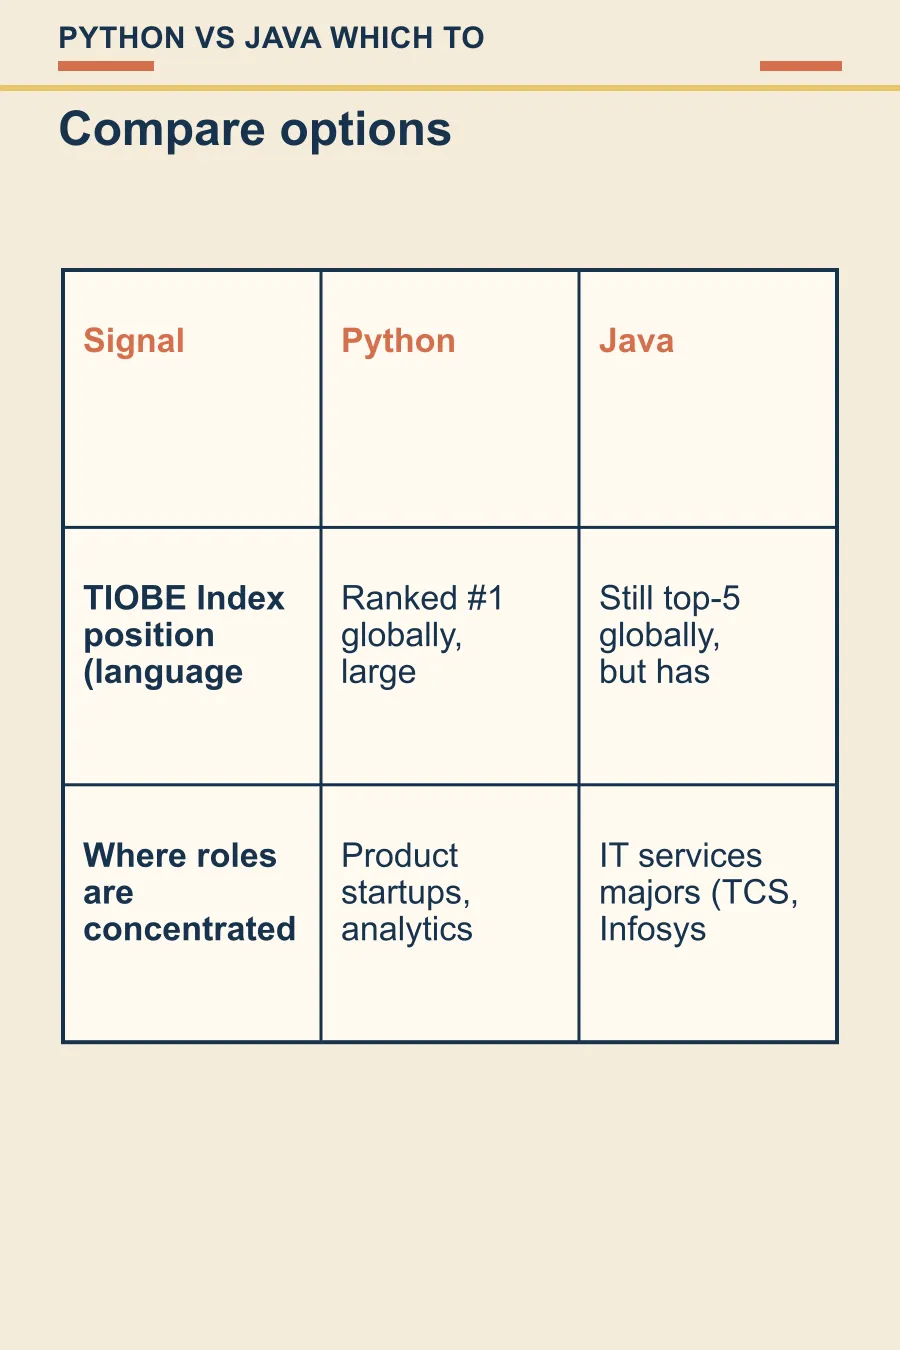 PYTHON VS JAVA WHICH TO
Compare options
Signal
Python
Java
TIOBE Index
position
(language
Ranked #1
globally,
large
Still top-5
globally,
but has
Where roles
are
concentrated
Product
startups,
analytics
IT services
majors (TCS,
Infosys